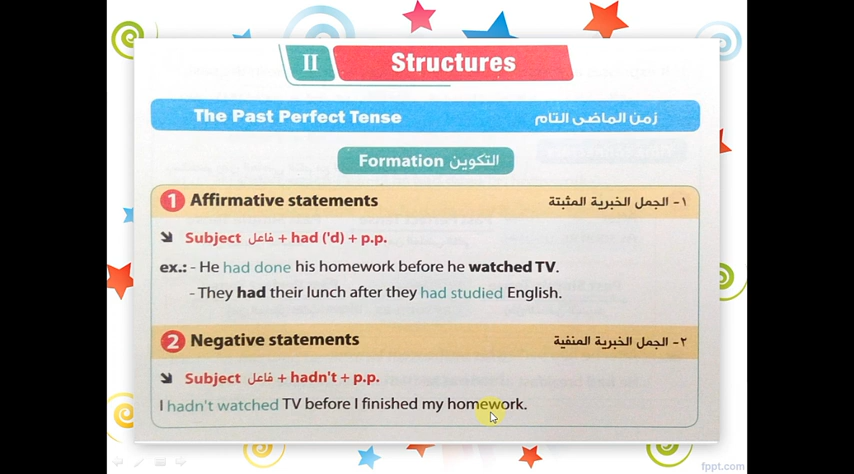 II Structures
The Past Perfect Tense زمن الماضى التام
Formation التكوين
1 Affirmative statements ١- الجمل الخبرية المثبتة
Subject فاعل + had ('d) + p.p.
ex.: - He had done his homework before he watched TV.
- They had their lunch after they had studied English.
2 Negative statements ٢- الجمل الخبرية المنفية
Subject فاعل + hadn't + p.p.
I hadn't watched TV before I finished my homework.
fppt.com